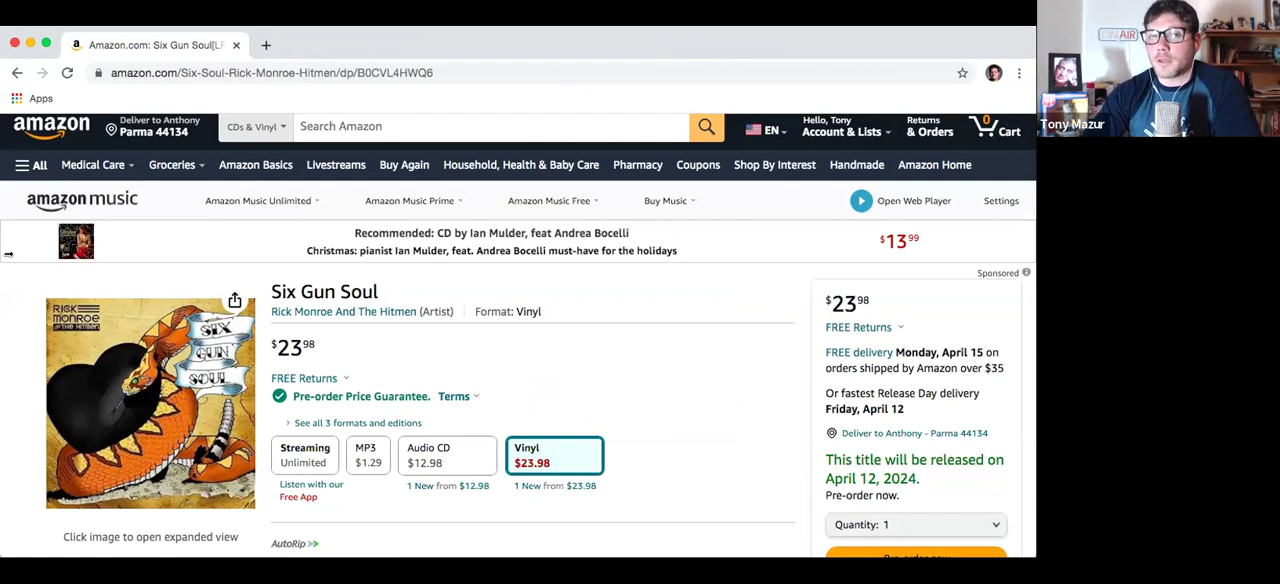 Amazon.com: Six Gun Soul[LP
amazon.com/Six-Soul-Rick-Monroe-Hitmen/dp/B0CVL4HWQ6
Apps
amazon
Deliver to Anthony
Parma 44134
CDs & Vinyl
Search Amazon
EN
Hello, Tony
Account & Lists
Returns
& Orders
0
Cart
All
Medical Care
Groceries
Amazon Basics
Livestreams
Buy Again
Household, Health & Baby Care
Pharmacy
Coupons
Shop By Interest
Handmade
Amazon Home
amazon music
Amazon Music Unlimited
Amazon Music Prime
Amazon Music Free
Buy Music
Open Web Player
Settings
Recommended: CD by Ian Mulder, feat Andrea Bocelli
Christmas: pianist Ian Mulder, feat. Andrea Bocelli must-have for the holidays
$13 99
Sponsored
RICK
MONROE
AND THE HITMEN
SIX
GUN
SOUL
Click image to open expanded view
Six Gun Soul
Rick Monroe And The Hitmen (Artist) Format: Vinyl
$23 98
FREE Returns
Pre-order Price Guarantee. Terms
See all 3 formats and editions
Streaming
Unlimited
MP3
$1.29
Audio CD
$12.98
Vinyl
$23.98
Listen with our
Free App
1 New from $12.98
1 New from $23.98
AutoRip
$23 98
FREE Returns
FREE delivery Monday, April 15 on
orders shipped by Amazon over $35
Or fastest Release Day delivery
Friday, April 12
Deliver to Anthony - Parma 44134
This title will be released on
April 12, 2024.
Pre-order now.
Quantity: 1
Pre-order now
ON AIR
Tony Mazur